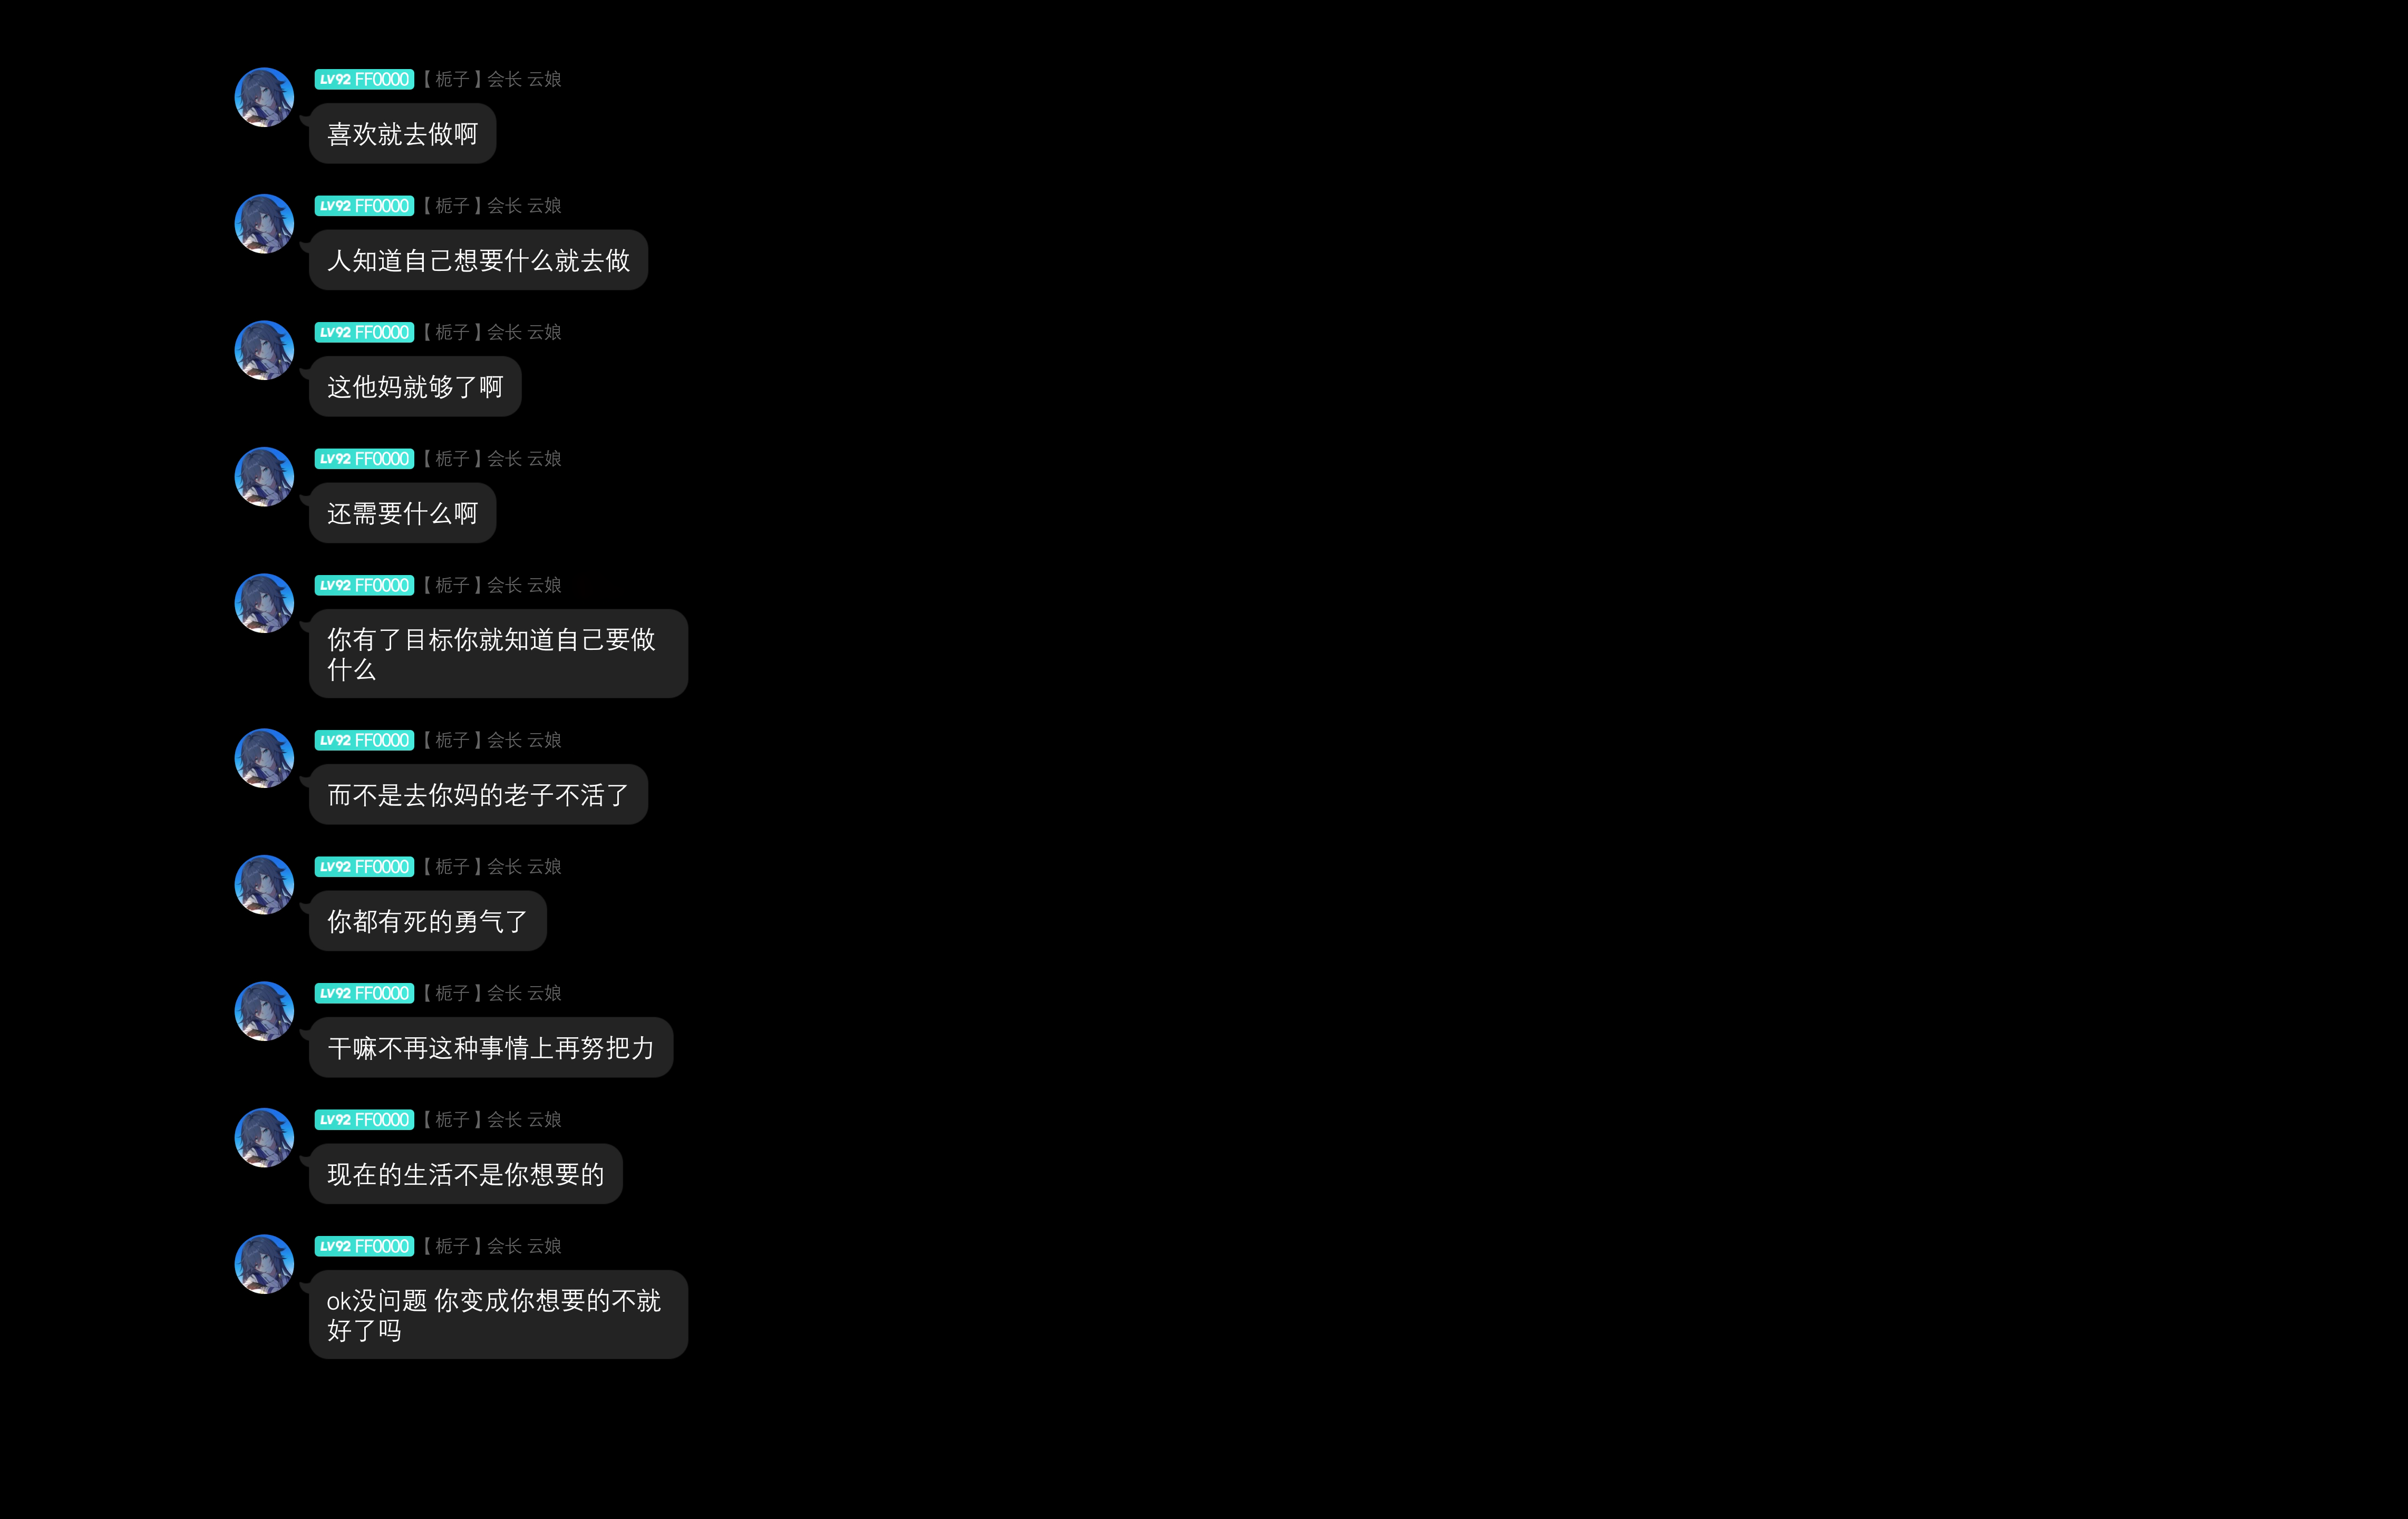 LV92 FF0000 【栀子】会长 云娘
喜欢就去做啊
LV92 FF0000 【栀子】会长 云娘
人知道自己想要什么就去做
LV92 FF0000 【栀子】会长 云娘
这他妈就够了啊
LV92 FF0000 【栀子】会长 云娘
还需要什么啊
LV92 FF0000 【栀子】会长 云娘
你有了目标你就知道自己要做
什么
LV92 FF0000 【栀子】会长 云娘
而不是去你妈的老子不活了
LV92 FF0000 【栀子】会长 云娘
你都有死的勇气了
LV92 FF0000 【栀子】会长 云娘
干嘛不再这种事情上再努把力
LV92 FF0000 【栀子】会长 云娘
现在的生活不是你想要的
LV92 FF0000 【栀子】会长 云娘
ok没问题 你变成你想要的不就
好了吗